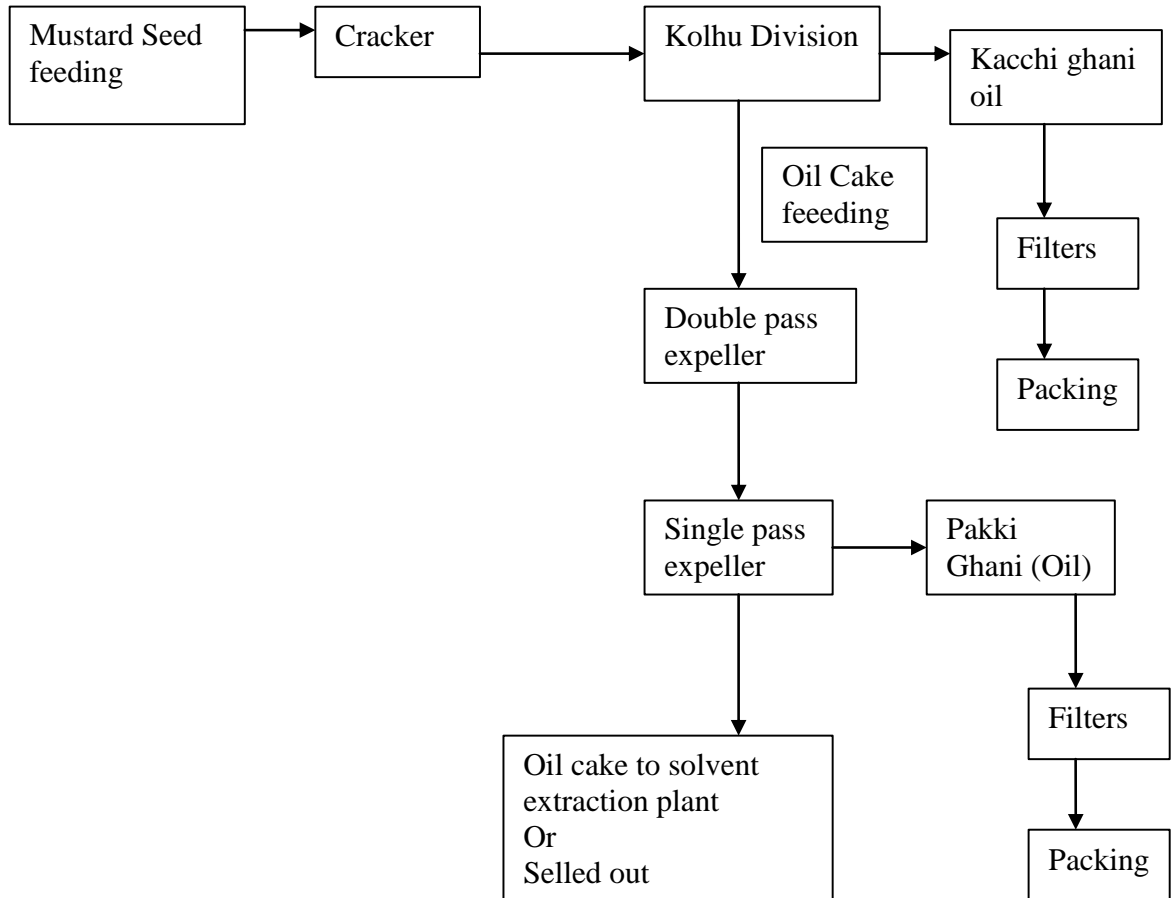 Mustard Seed
feeding
Cracker
Kolhu Division
Kacchi ghani
oil
Oil Cake
feeeding
Filters
Double pass
expeller
Packing
Single pass
expeller
Pakki
Ghani (Oil)
Filters
Oil cake to solvent
extraction plant
Or
Selled out
Packing